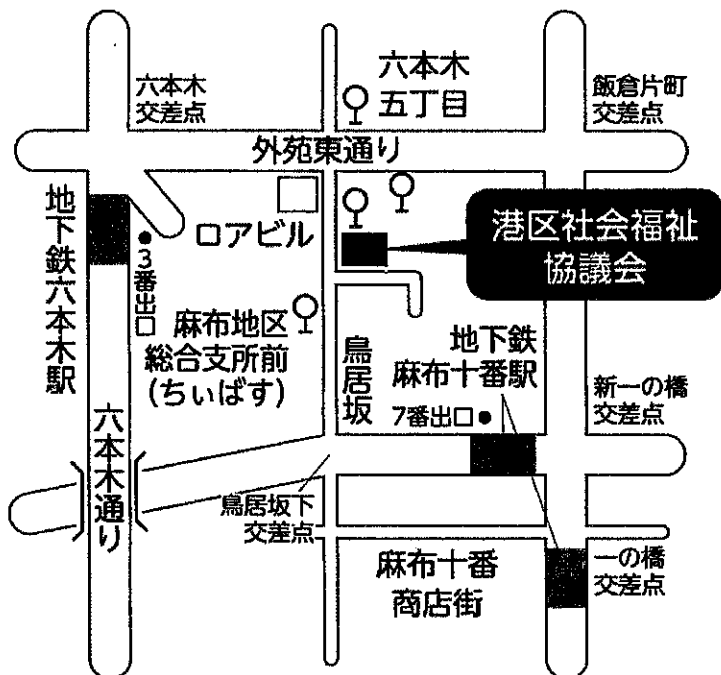 六本木
交差点
六本木
五丁目
飯倉片町
交差点
外苑東通り
地下鉄六本木駅
●3番出口
ロアビル
港区社会福祉
協議会
麻布地区
総合支所前
(ちぃばす)
鳥居坂
地下鉄
麻布十番駅
7番出口●
新一の橋
交差点
六本木通り
鳥居坂下
交差点
麻布十番
商店街
一の橋
交差点